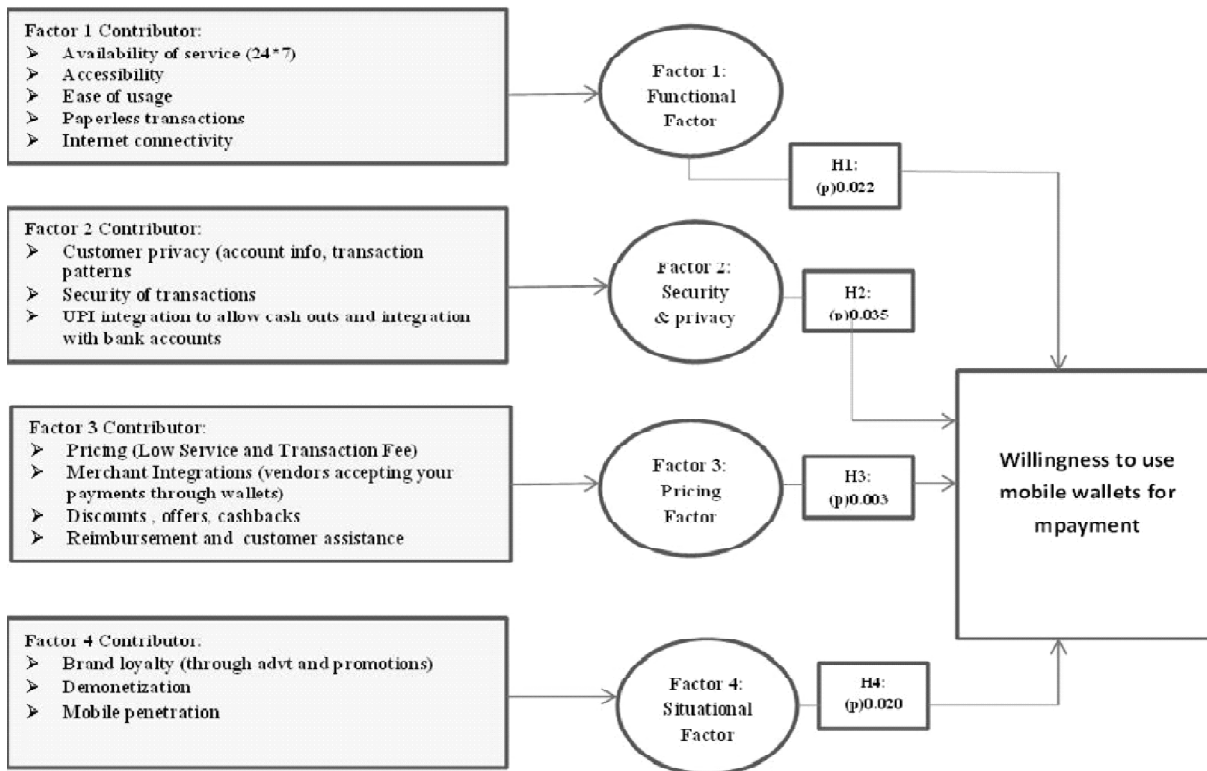 Factor 1 Contributor:
➢ Availability of service (24*7)
➢ Accessibility
➢ Ease of usage
➢ Paperless transactions
➢ Internet connectivity
Factor 1:
Functional
Factor
H1:
(p)0.022
Factor 2 Contributor:
➢ Customer privacy (account info, transaction
patterns
➢ Security of transactions
➢ UPI integration to allow cash outs and integration
with bank accounts
Factor 2:
Security
& privacy
H2:
(p)0.035
Factor 3 Contributor:
➢ Pricing (Low Service and Transaction Fee)
➢ Merchant Integrations (vendors accepting your
payments through wallets)
➢ Discounts , offers, cashbacks
➢ Reimbursement and customer assistance
Factor 3:
Pricing
Factor
H3:
(p)0.003
Willingness to use
mobile wallets for
mpayment
Factor 4 Contributor:
➢ Brand loyalty (through advt and promotions)
➢ Demonetization
➢ Mobile penetration
Factor 4:
Situational
Factor
H4:
(p)0.020